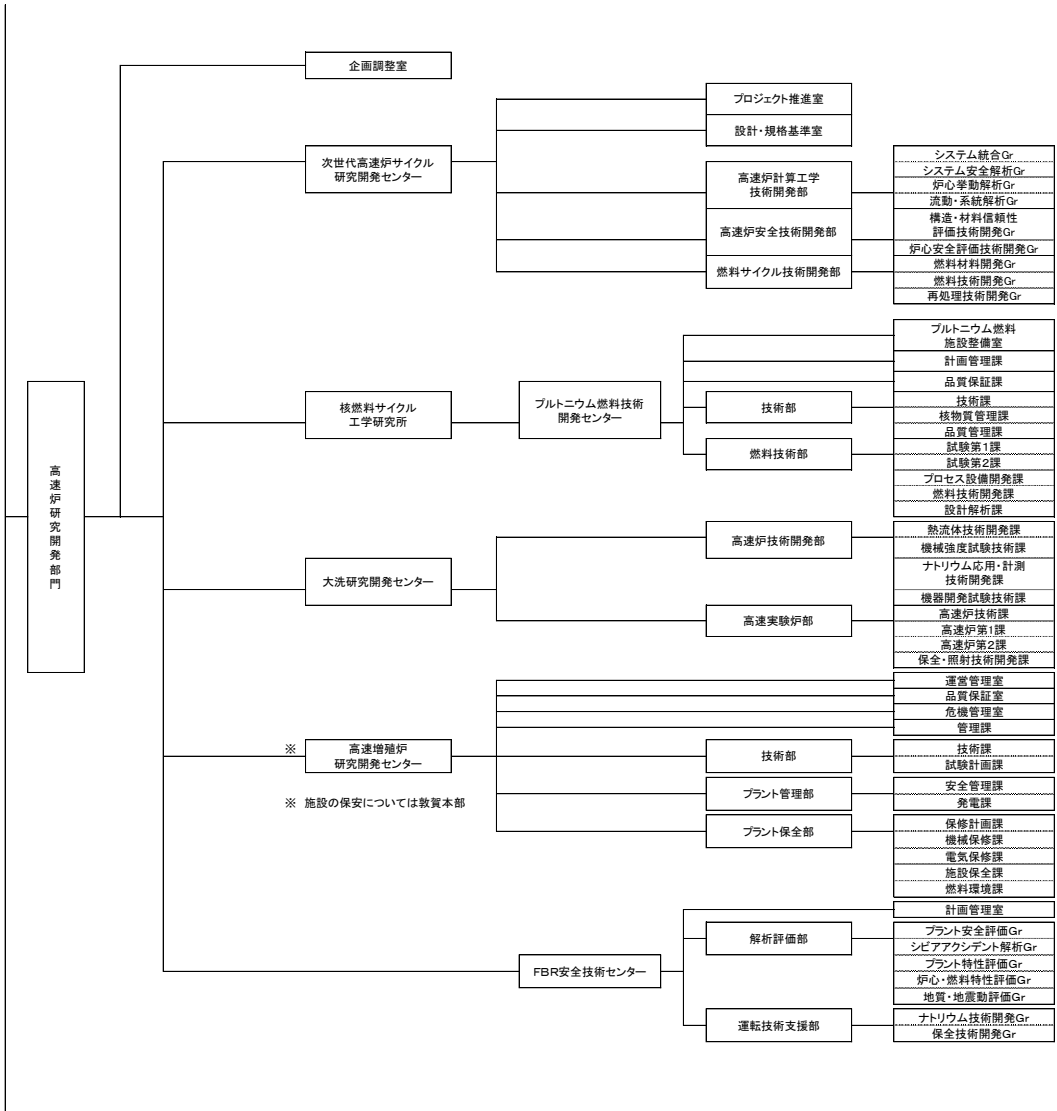 企画調整室
プロジェクト推進室
設計・規格基準室
次世代高速炉サイクル
研究開発センター
高速炉計算工学
技術開発部
システム統合Gr
システム安全解析Gr
炉心挙動解析Gr
流動・系統解析Gr
高速炉安全技術開発部
構造・材料信頼性
評価技術開発Gr
炉心安全評価技術開発Gr
燃料サイクル技術開発部
燃料材料開発Gr
燃料技術開発Gr
再処理技術開発Gr
高速炉研究開発部門
核燃料サイクル
工学研究所
プルトニウム燃料技術
開発センター
プルトニウム燃料
施設整備室
計画管理課
品質保証課
技術部
技術課
核物質管理課
品質管理課
燃料技術部
試験第1課
試験第2課
プロセス設備開発課
燃料技術開発課
設計解析課
大洗研究開発センター
高速炉技術開発部
熱流体技術開発課
機械強度試験技術課
ナトリウム応用・計測
技術開発課
機器開発試験技術課
高速実験炉部
高速炉技術課
高速炉第1課
高速炉第2課
保全・照射技術開発課
※
高速増殖炉
研究開発センター
※ 施設の保安については敦賀本部
運営管理室
品質保証室
危機管理室
管理課
技術部
技術課
試験計画課
プラント管理部
安全管理課
発電課
プラント保全部
保修計画課
機械保修課
電気保修課
施設保全課
燃料環境課
FBR安全技術センター
計画管理室
解析評価部
プラント安全評価Gr
シビアアクシデント解析Gr
プラント特性評価Gr
炉心・燃料特性評価Gr
地質・地震動評価Gr
運転技術支援部
ナトリウム技術開発Gr
保全技術開発Gr